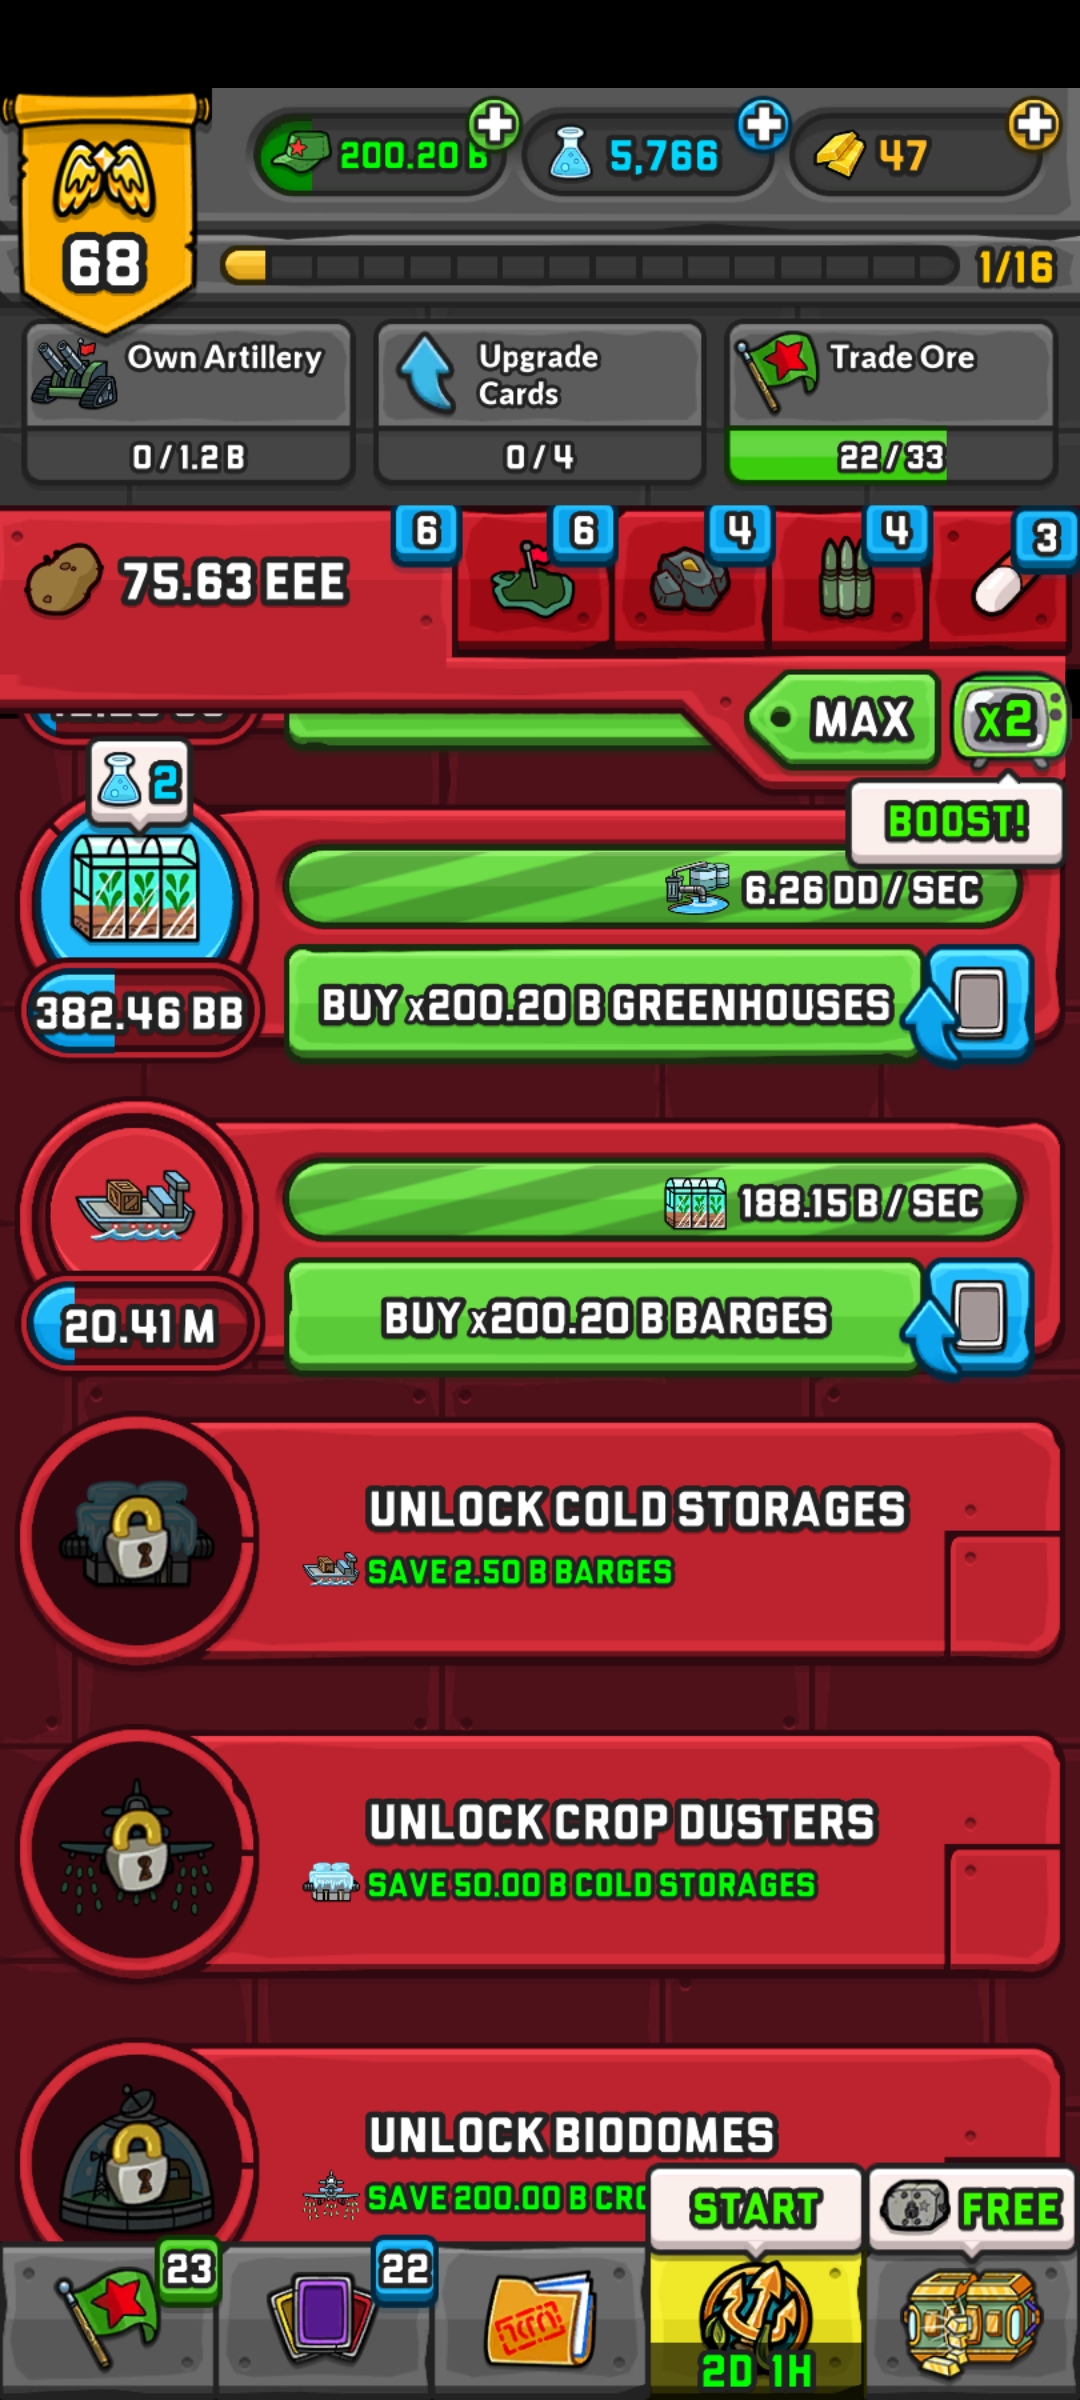 200.20 B
5,766
47
68
1/16
Own Artillery
0/1.2 B
Upgrade
Cards
0/4
Trade Ore
22/33
75.63 EEE
6
6
4
4
3
MAX
x2
BOOST!
2
6.26 DD / SEC
382.46 BB
BUY x200.20 B GREENHOUSES
188.15 B / SEC
20.41 M
BUY x200.20 B BARGES
UNLOCK COLD STORAGES
SAVE 2.50 B BARGES
UNLOCK CROP DUSTERS
SAVE 50.00 B COLD STORAGES
UNLOCK BIODOMES
SAVE 200.00 B
START
FREE
23
22
2D 1H